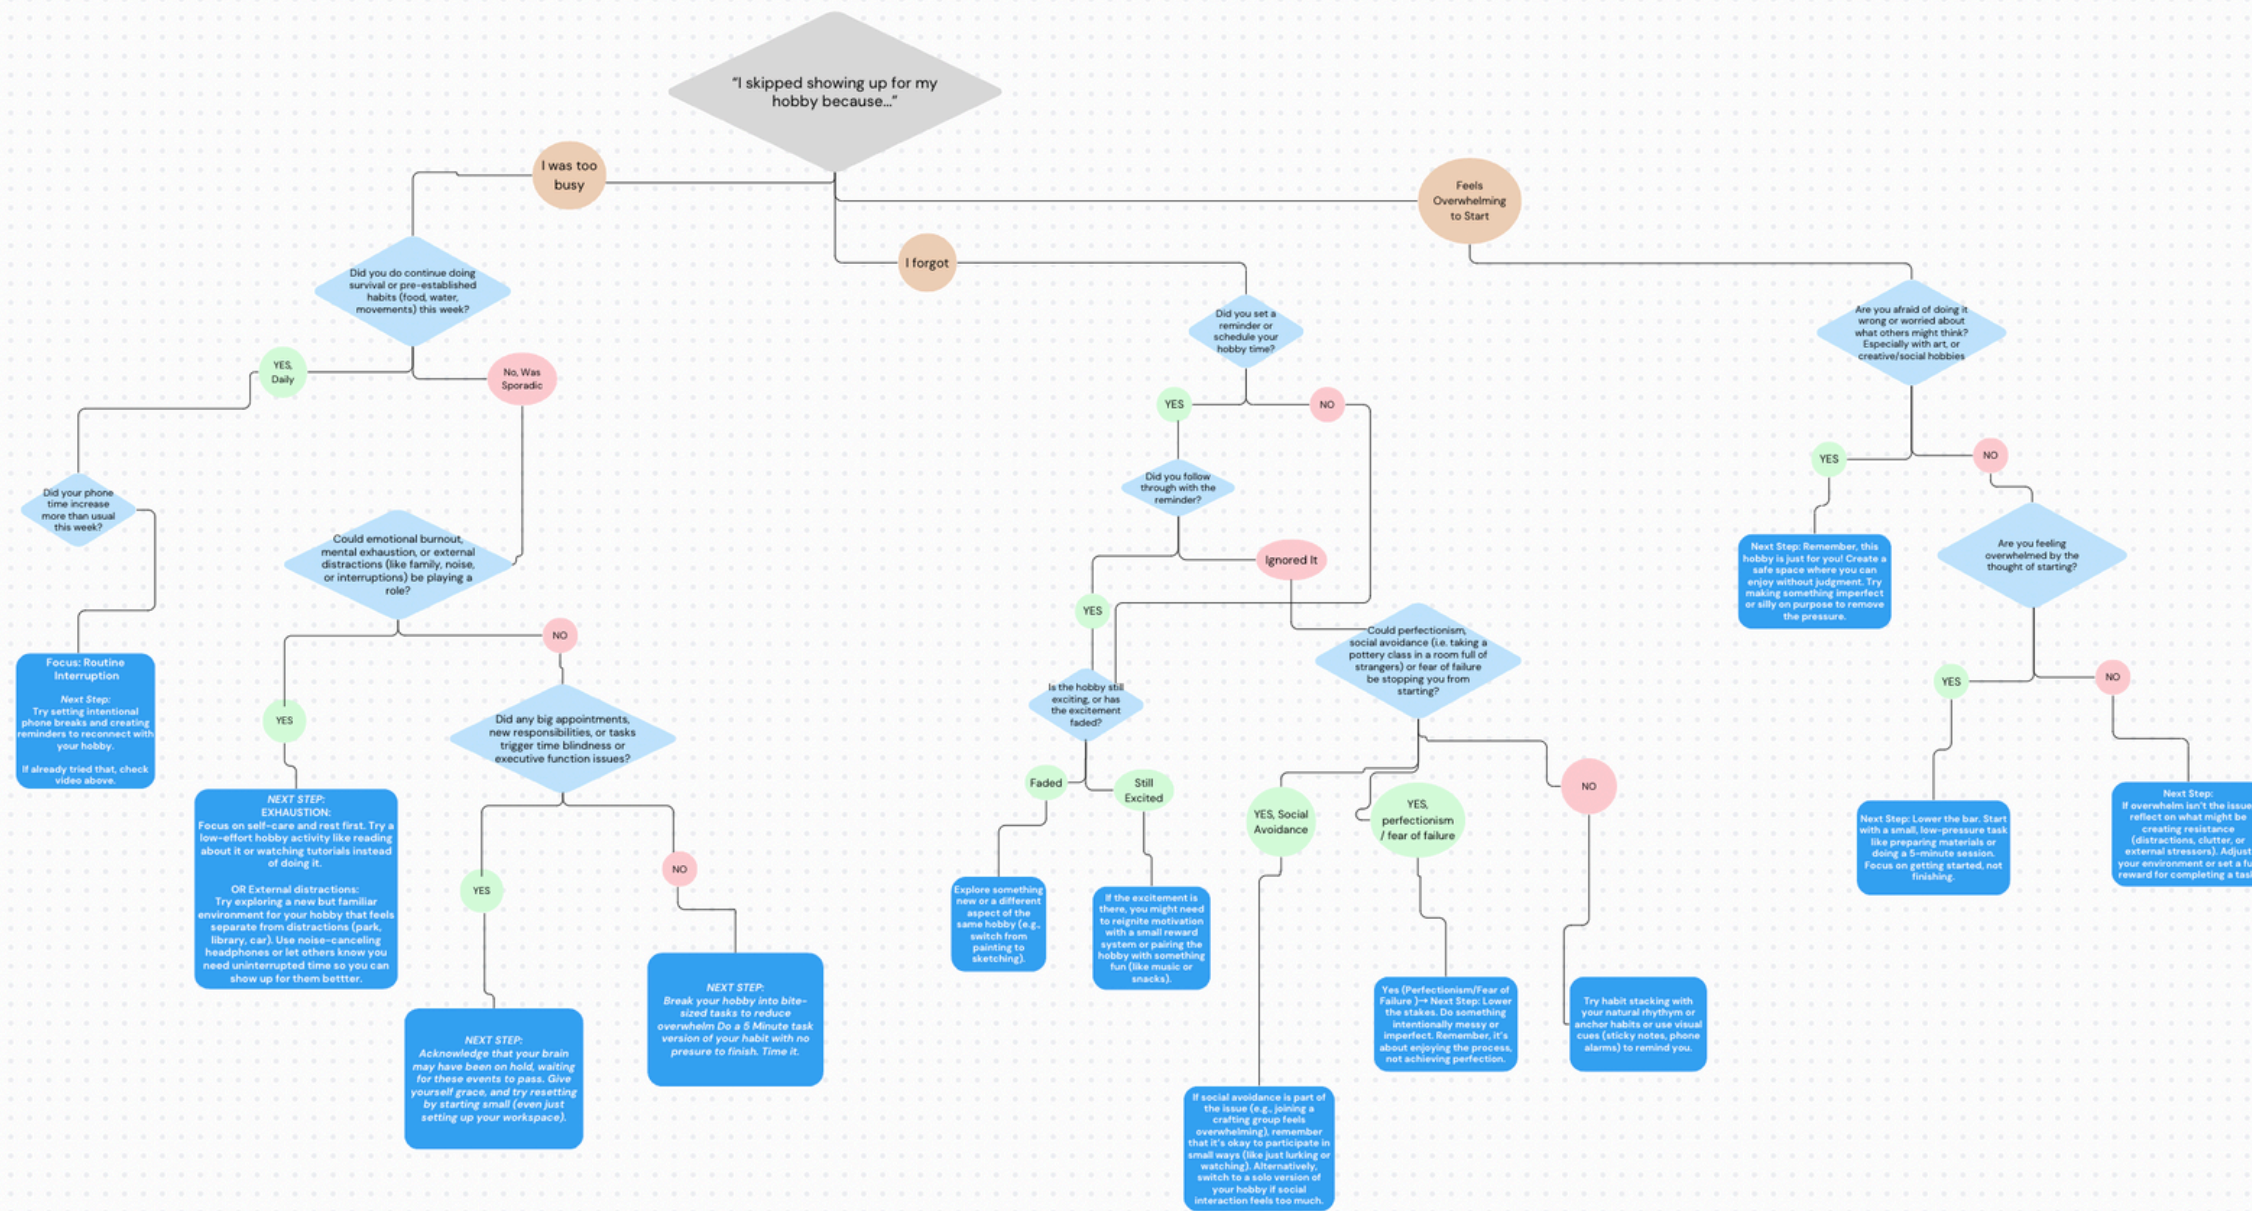 “I skipped showing up for my
hobby because...”
I was too
busy
Feels
Overwhelming
to Start
I forgot
Did you do continue doing
survival or pre-established
habits (food, water,
movements) this week?
YES,
Daily
No, Was
Sporadic
Did your phone
time increase
more than usual
this week?
Focus: Routine
Interruption
Next Step:
Try setting intentional
phone breaks and creating
reminders to reconnect with
your hobby.
If already tried that, check
video above.
Could emotional burnout,
mental exhaustion, or external
distractions (like family, noise,
or interruptions) be playing a
role?
YES
NO
NEXT STEP:
EXHAUSTION:
Focus on self-care and rest first. Try a
low-effort hobby activity like reading
about it or watching tutorials instead
of doing it.
OR External distractions:
Try exploring a new but familiar
environment for your hobby that feels
separate from distractions (park,
library, car). Use noise-canceling
headphones or let others know you
need uninterrupted time so you can
show up for them bettter.
Did any big appointments,
new responsibilities, or tasks
trigger time blindness or
executive function issues?
YES
NO
NEXT STEP:
Acknowledge that your brain
may have been on hold, waiting
for these events to pass. Give
yourself grace, and try resetting
by starting small (even just
setting up your workspace).
NEXT STEP:
Break your hobby into bite-
sized tasks to reduce
overwhelm Do a 5 Minute task
version of your habit with no
presure to finish. Time it.
Did you set a
reminder or
schedule your
hobby time?
YES
NO
Did you follow
through with the
reminder?
Ignored It
YES
Is the hobby still
exciting, or has
the excitement
faded?
Faded
Still
Excited
Explore something
new or a different
aspect of the
same hobby (e.g.,
switch from
painting to
sketching).
If the excitement is
there, you might need
to reignite motivation
with a small reward
system or pairing the
hobby with something
fun (like music or
snacks).
Could perfectionism,
social avoidance (i.e. taking a
pottery class in a room full of
strangers) or fear of failure
be stopping you from
starting?
YES, Social
Avoidance
YES,
perfectionism
/ fear of failure
NO
If social avoidance is part of
the issue (e.g., joining a
crafting group feels
overwhelming), remember
that it's okay to participate in
small ways (like just lurking or
watching). Alternatively,
switch to a solo version of
your hobby if social
interaction feels too much.
Yes (Perfectionism/Fear of
Failure )→ Next Step: Lower
the stakes. Do something
intentionally messy or
imperfect. Remember, it's
about enjoying the process,
not achieving perfection.
Try habit stacking with
your natural rhythym or
anchor habits or use visual
cues (sticky notes, phone
alarms) to remind you.
Are you afraid of doing it
wrong or worried about
what others might think?
Especially with art, or
creative/social hobbies
YES
NO
Next Step: Remember, this
hobby is just for you! Create a
safe space where you can
enjoy without judgment. Try
making something imperfect
or silly on purpose to remove
the pressure.
Are you feeling
overwhelmed by the
thought of starting?
YES
NO
Next Step: Lower the bar. Start
with a small, low-pressure task
like preparing materials or
doing a 5-minute session.
Focus on getting started, not
finishing.
Next Step:
If overwhelm isn't the issue
reflect on what might be
creating resistance
(distractions, clutter, or
external stressors). Adjust
your environment or set a
reward for completing a